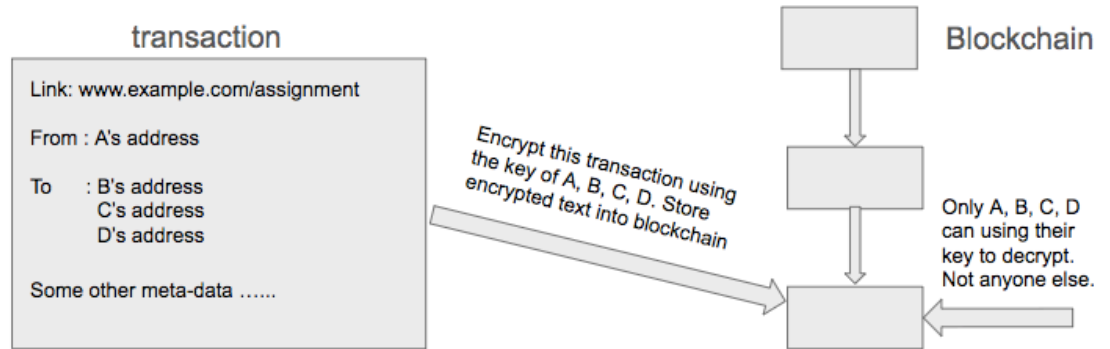 transaction
Link: www.example.com/assignment
From : A's address
To : B's address
C's address
D's address
Some other meta-data …...
Encrypt this transaction using
the key of A, B, C, D. Store
encrypted text into blockchain
Blockchain
Only A, B, C, D
can using their
key to decrypt.
Not anyone else.